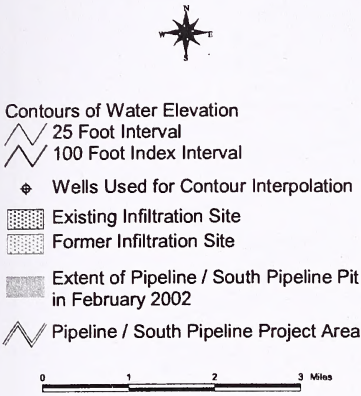 N
W E
S
Contours of Water Elevation
25 Foot Interval
100 Foot Index Interval
Wells Used for Contour Interpolation
Existing Infiltration Site
Former Infiltration Site
Extent of Pipeline / South Pipeline Pit
in February 2002
Pipeline / South Pipeline Project Area
0 1 2 3 Miles